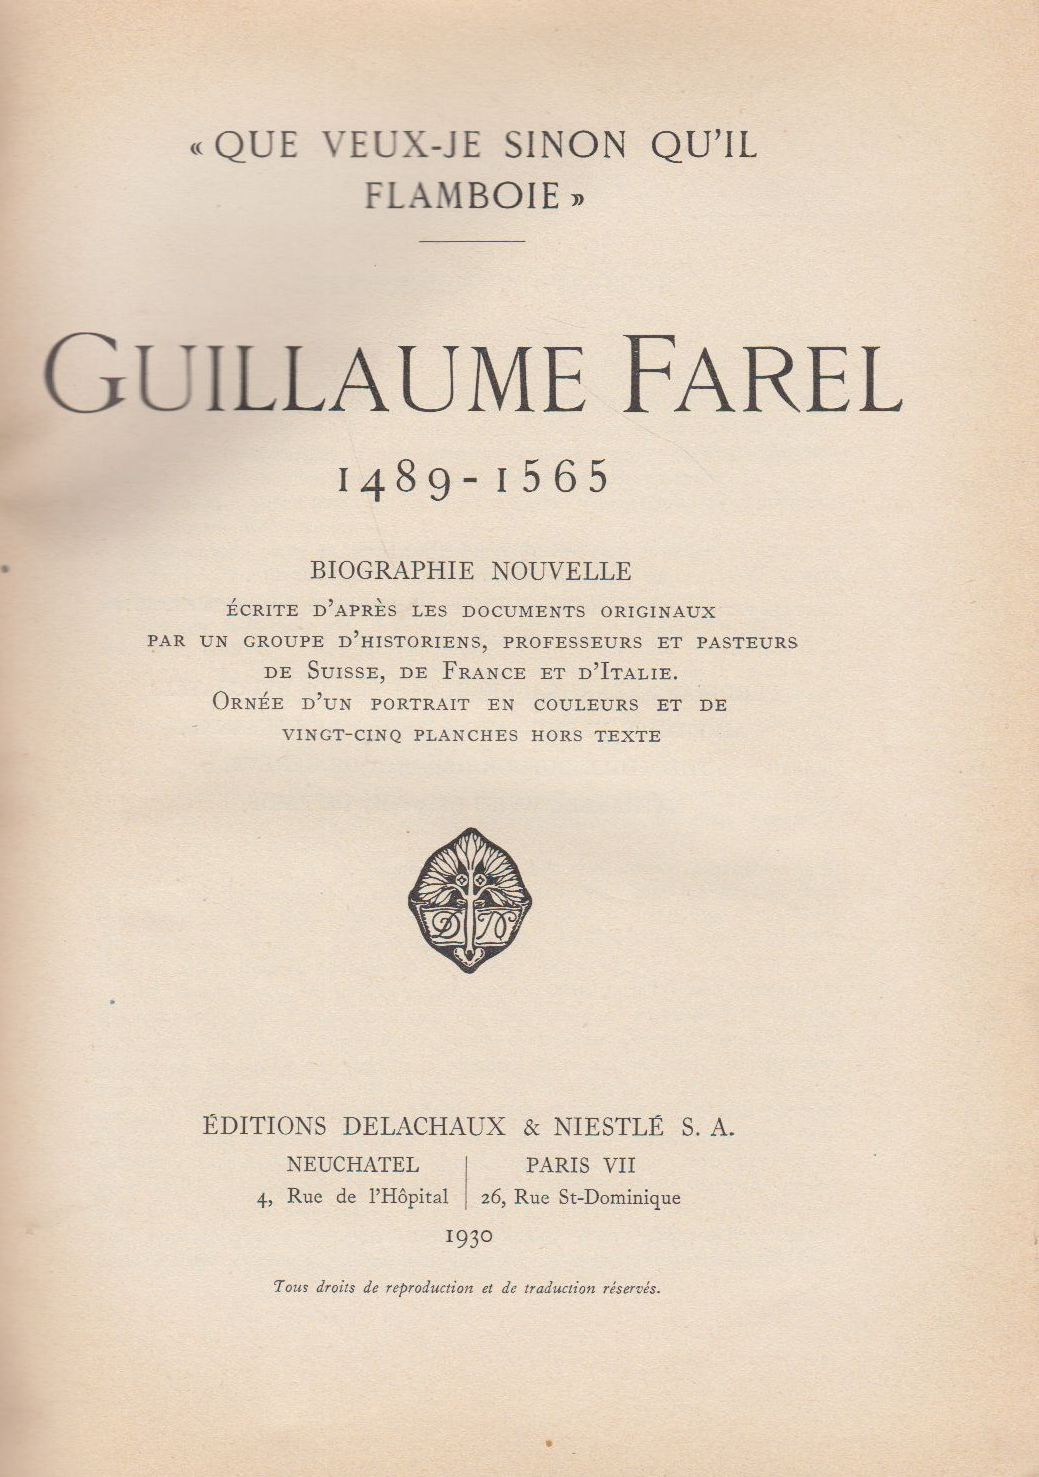 « QUE VEUX-JE SINON QU'IL
FLAMBOIE »
GUILLAUME FAREL
1489-1565
BIOGRAPHIE NOUVELLE
ÉCRITE D'APRÈS LES DOCUMENTS ORIGINAUX
PAR UN GROUPE D'HISTORIENS, PROFESSEURS ET PASTEURS
DE SUISSE, DE FRANCE ET D'ITALIE.
ORNÉE D'UN PORTRAIT EN COULEURS ET DE
VINGT-CINQ PLANCHES HORS TEXTE
D N
ÉDITIONS DELACHAUX & NIESTLÉ S. A.
NEUCHATEL
4, Rue de l'Hôpital
PARIS VII
26, Rue St-Dominique
1930
Tous droits de reproduction et de traduction réservés.